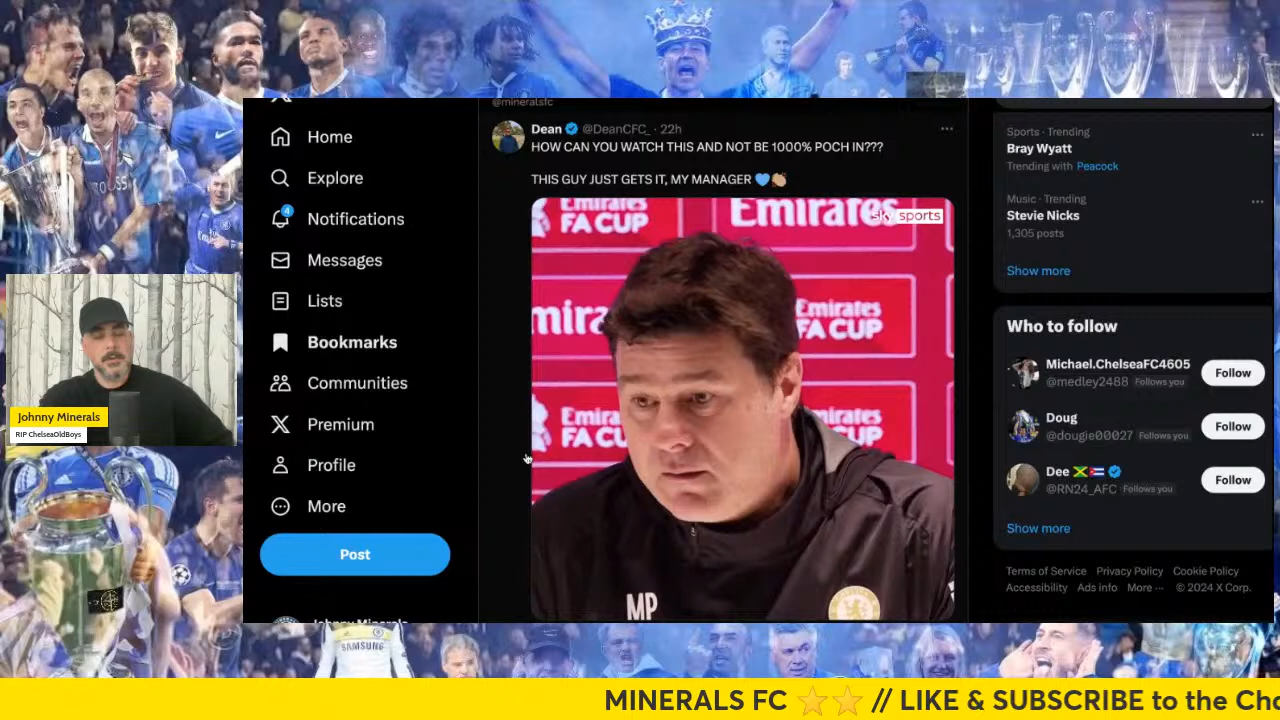 @mineralsfc
Home
Explore
4
Notifications
Messages
Lists
Bookmarks
Communities
Premium
Profile
More
Post
Johnny Minerals
Dean @DeanCFC_ · 22h
HOW CAN YOU WATCH THIS AND NOT BE 1000% POCH IN???
THIS GUY JUST GETS IT, MY MANAGER 💙👏🏼
Emirates
FA CUP
Emirates
sky sports
Emirates
FA CUP
MP
Sports · Trending
Bray Wyatt
Trending with Peacock
Music · Trending
Stevie Nicks
1,305 posts
Show more
Who to follow
Michael.ChelseaFC4605
@medley2488 Follows you
Follow
Doug
@dougie00027 Follows you
Follow
Dee 🇯🇲🇨🇺
@RN24_AFC Follows you
Follow
Show more
Terms of Service Privacy Policy Cookie Policy
Accessibility Ads info More ··· © 2024 X Corp.
Johnny Minerals
RIP ChelseaOldBoys
SAMSUNG
MINERALS FC ⭐⭐ // LIKE & SUBSCRIBE to the